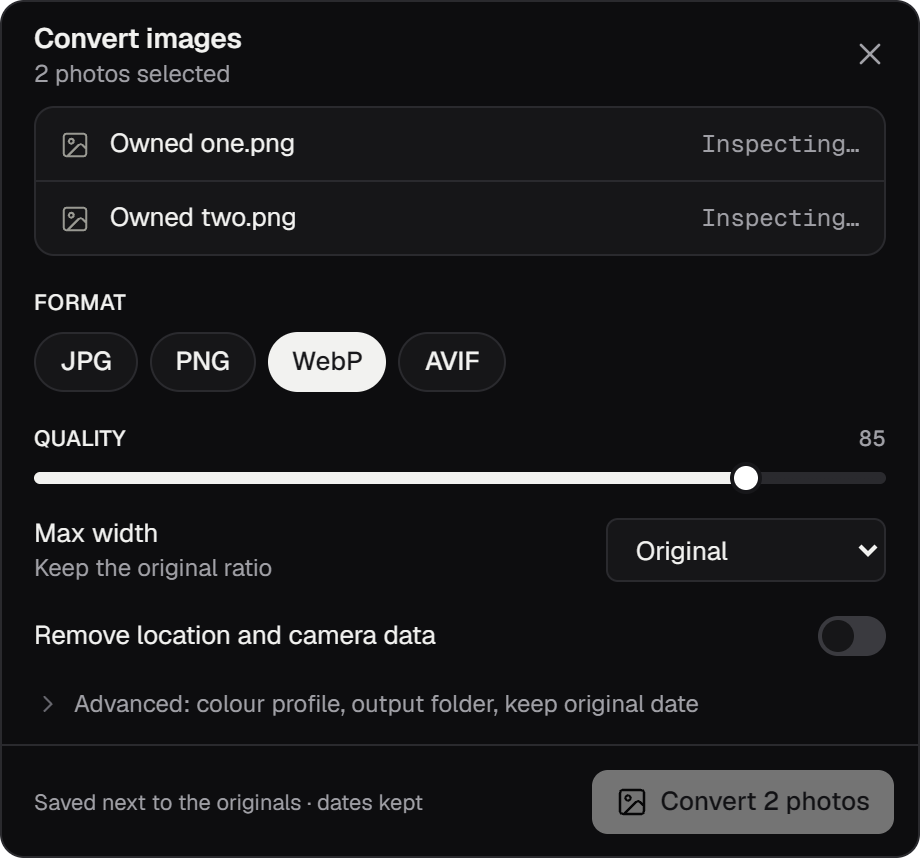 Convert images
2 photos selected
Owned one.png Inspecting…
Owned two.png Inspecting…
FORMAT
JPG PNG WebP AVIF
QUALITY 85
Max width
Keep the original ratio
Original
Remove location and camera data
Advanced: colour profile, output folder, keep original date
Saved next to the originals · dates kept
Convert 2 photos